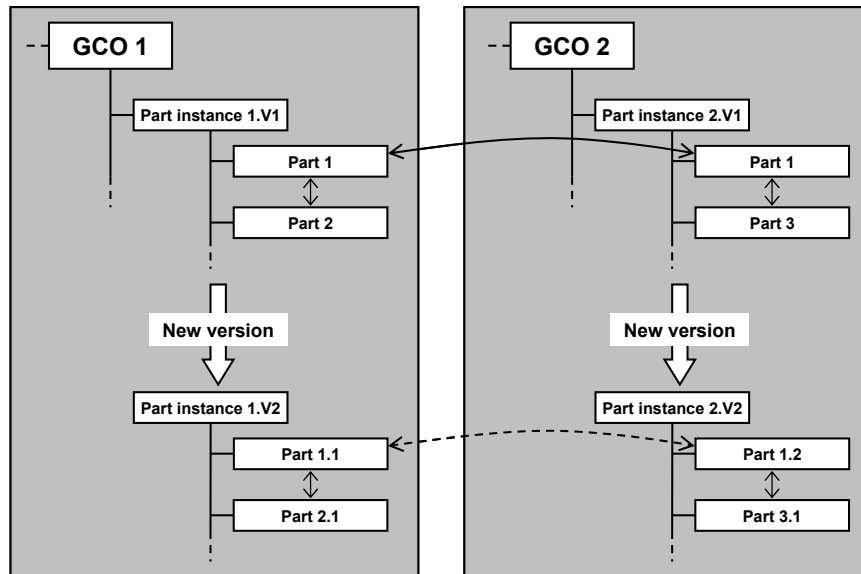 GCO 1
Part instance 1.V1
Part 1
Part 2
New version
Part instance 1.V2
Part 1.1
Part 2.1
GCO 2
Part instance 2.V1
Part 1
Part 3
New version
Part instance 2.V2
Part 1.2
Part 3.1